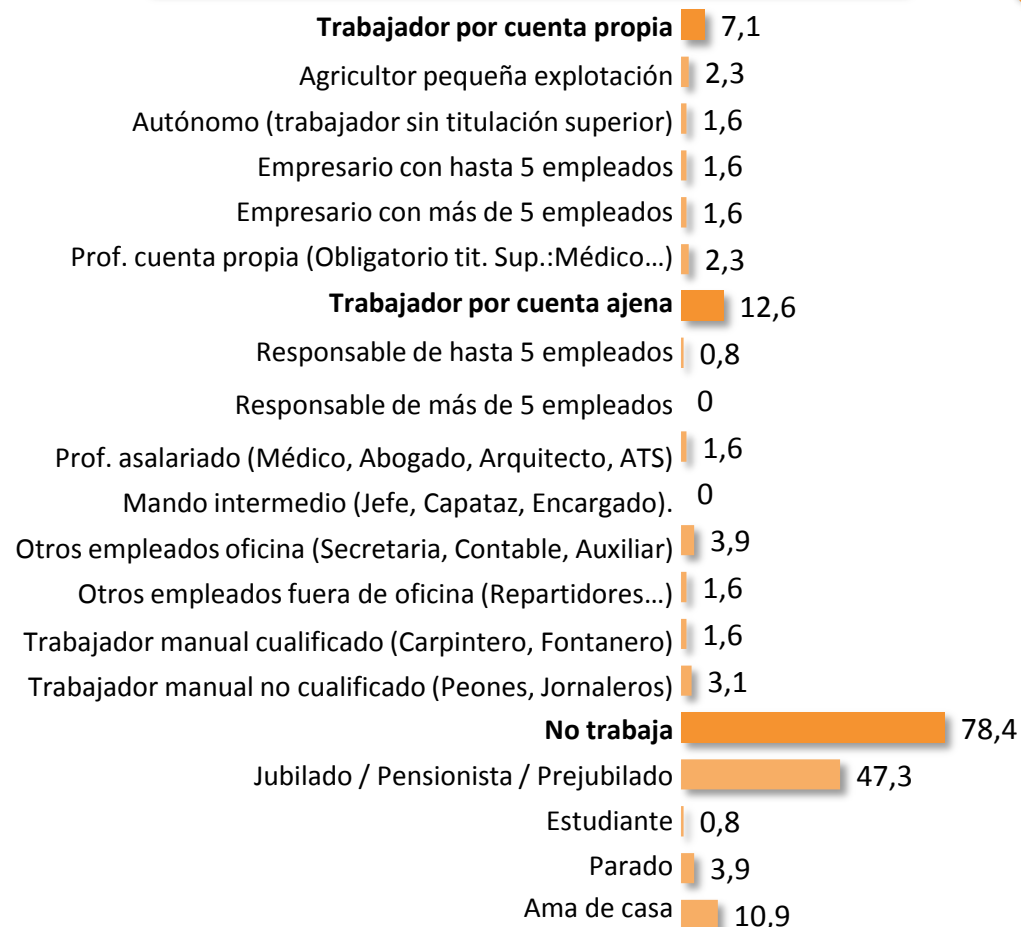 Trabajador por cuenta propia 7,1
Agricultor pequeña explotación 2,3
Autónomo (trabajador sin titulación superior) 1,6
Empresario con hasta 5 empleados 1,6
Empresario con más de 5 empleados 1,6
Prof. cuenta propia (Obligatorio tit. Sup.:Médico…) 2,3
Trabajador por cuenta ajena 12,6
Responsable de hasta 5 empleados 0,8
Responsable de más de 5 empleados 0
Prof. asalariado (Médico, Abogado, Arquitecto, ATS) 1,6
Mando intermedio (Jefe, Capataz, Encargado). 0
Otros empleados oficina (Secretaria, Contable, Auxiliar) 3,9
Otros empleados fuera de oficina (Repartidores…) 1,6
Trabajador manual cualificado (Carpintero, Fontanero) 1,6
Trabajador manual no cualificado (Peones, Jornaleros) 3,1
No trabaja 78,4
Jubilado / Pensionista / Prejubilado 47,3
Estudiante 0,8
Parado 3,9
Ama de casa 10,9